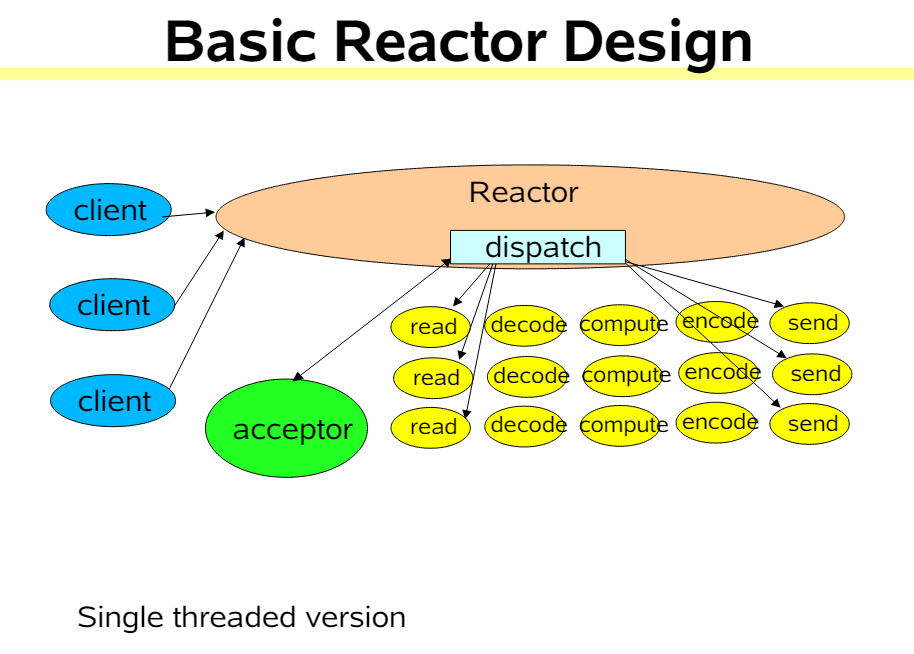 Basic Reactor Design
Reactor
client
dispatch
client
read decode compute encode send
read decode compute encode send
client
acceptor
read decode compute encode send
Single threaded version